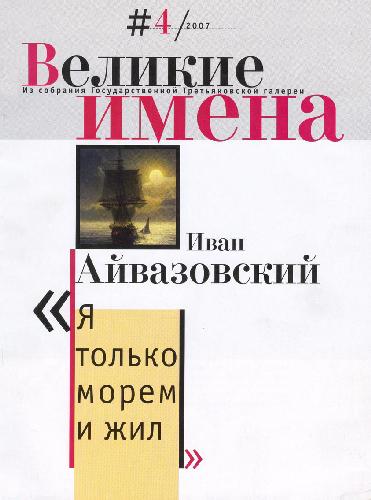 #4/2007
Великие
Из собрания Государственной Третьяковской галереи
имена
Иван
Айвазовский
«Я
только
морем
и жил»